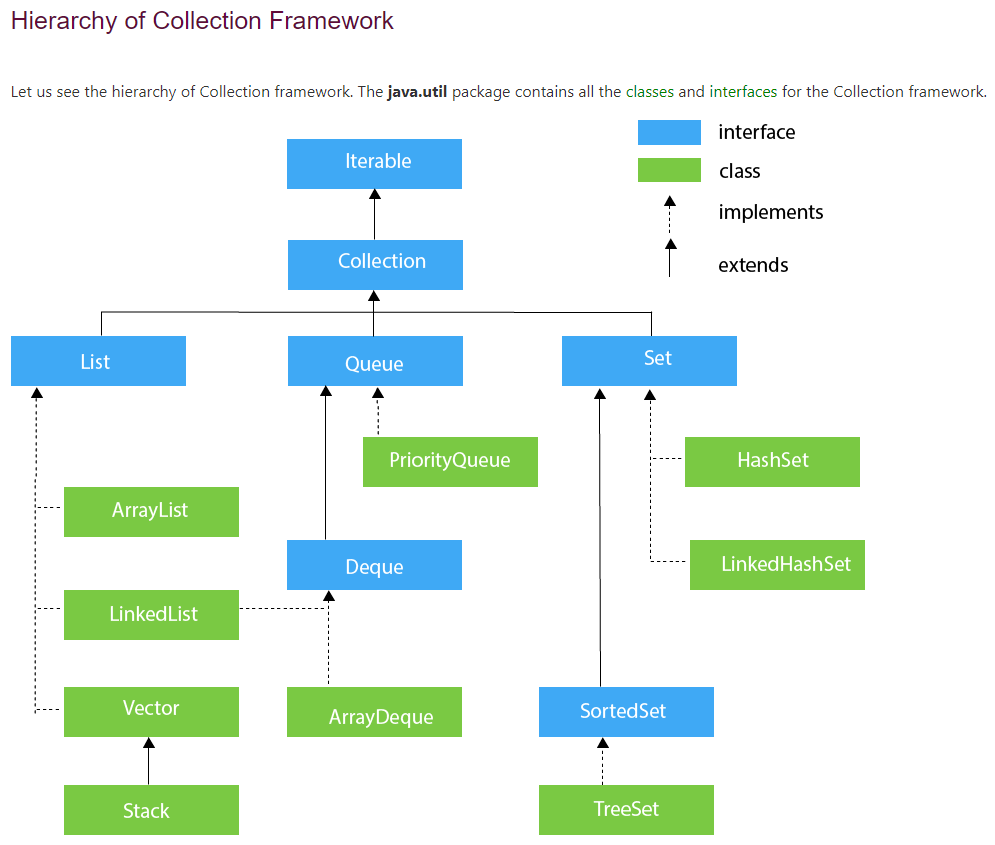 Hierarchy of Collection Framework
Let us see the hierarchy of Collection framework. The java.util package contains all the classes and interfaces for the Collection framework.
interface
class
implements
extends
Iterable
Collection
List
Queue
Set
PriorityQueue
HashSet
ArrayList
Deque
LinkedHashSet
LinkedList
Vector
ArrayDeque
SortedSet
Stack
TreeSet